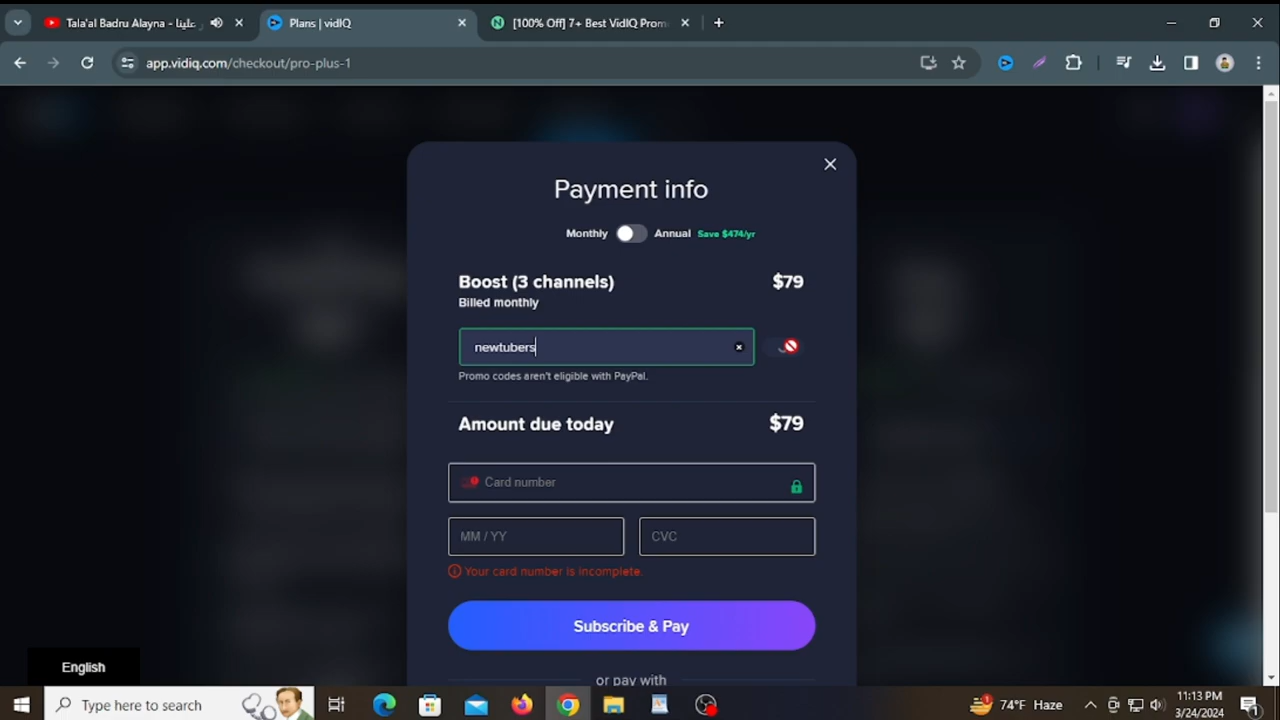 Tala'al Badru Alayna - علينا
Plans | vidIQ
[100% Off] 7+ Best VidIQ Prom
app.vidiq.com/checkout/pro-plus-1
Payment info
Monthly Annual Save $474/yr
Boost (3 channels) $79
Billed monthly
newtubers
Promo codes aren't eligible with PayPal.
Amount due today $79
Card number
MM / YY CVC
Your card number is incomplete.
Subscribe & Pay
or pay with
English
Type here to search
74°F Haze
11:13 PM
3/24/2024
1